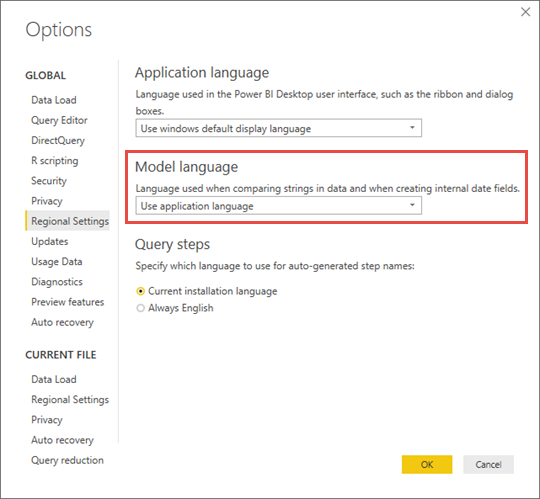 Options
GLOBAL
Data Load
Query Editor
DirectQuery
R scripting
Security
Privacy
Regional Settings
Updates
Usage Data
Diagnostics
Preview features
Auto recovery
CURRENT FILE
Data Load
Regional Settings
Privacy
Auto recovery
Query reduction
Application language
Language used in the Power BI Desktop user interface, such as the ribbon and dialog
boxes.
Use windows default display language
Model language
Language used when comparing strings in data and when creating internal date fields.
Use application language
Query steps
Specify which language to use for auto-generated step names:
Current installation language
Always English
OK
Cancel